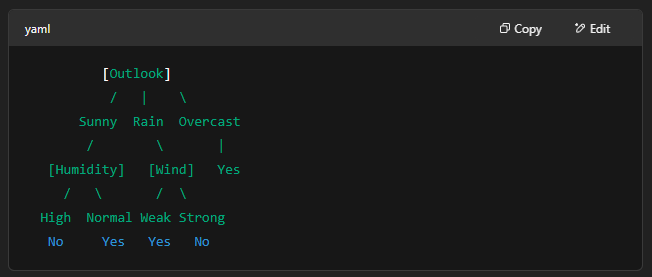 yaml Copy Edit
[Outlook]
/ | \
Sunny Rain Overcast
/ \ |
[Humidity] [Wind] Yes
/ \ / \
High Normal Weak Strong
No Yes Yes No